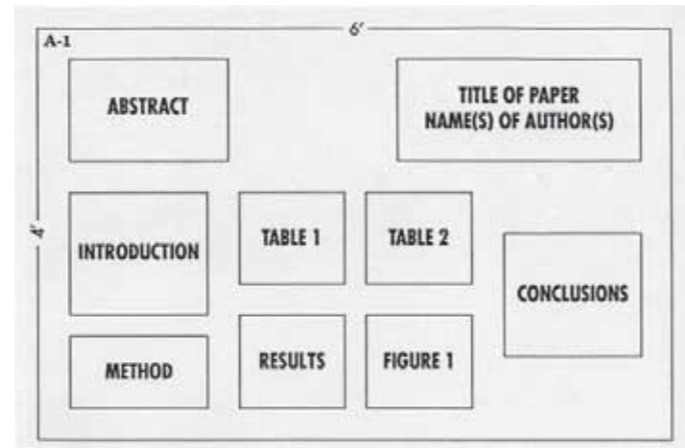 6'
A-1
ABSTRACT
TITLE OF PAPER
NAME(S) OF AUTHOR(S)
4'
INTRODUCTION
TABLE 1
TABLE 2
CONCLUSIONS
METHOD
RESULTS
FIGURE 1